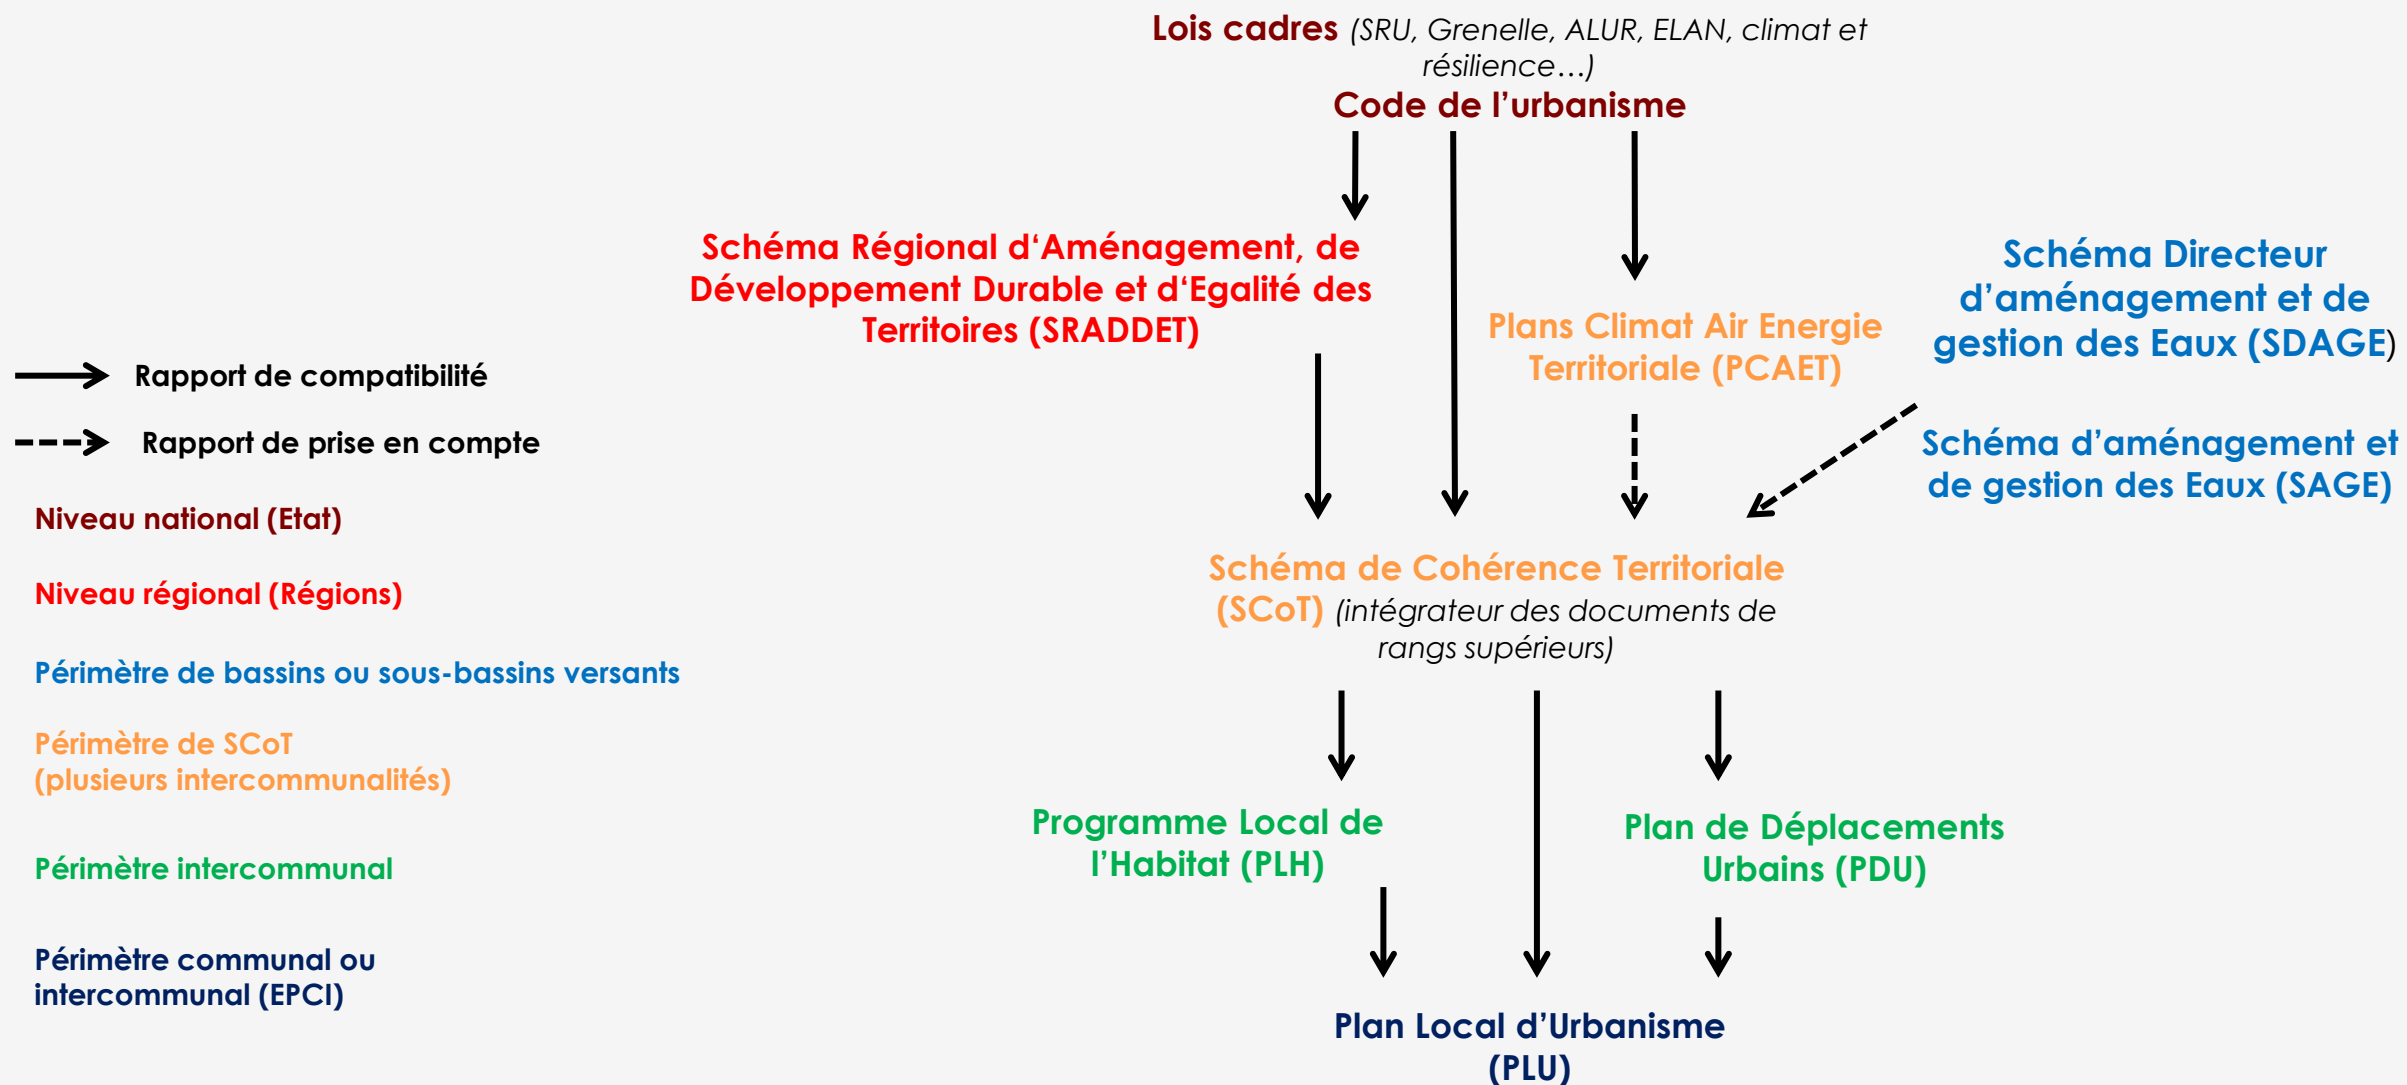 Lois cadres (SRU, Grenelle, ALUR, ELAN, climat et
résilience…)
Code de l’urbanisme
Schéma Régional d‘Aménagement, de
Développement Durable et d‘Egalité des
Territoires (SRADDET)
Plans Climat Air Energie
Territoriale (PCAET)
Schéma Directeur
d’aménagement et de
gestion des Eaux (SDAGE)
Schéma d’aménagement et
de gestion des Eaux (SAGE)
Rapport de compatibilité
Rapport de prise en compte
Niveau national (Etat)
Niveau régional (Régions)
Périmètre de bassins ou sous-bassins versants
Périmètre de SCoT
(plusieurs intercommunalités)
Périmètre intercommunal
Périmètre communal ou
intercommunal (EPCI)
Schéma de Cohérence Territoriale
(SCoT) (intégrateur des documents de
rangs supérieurs)
Programme Local de
l’Habitat (PLH)
Plan de Déplacements
Urbains (PDU)
Plan Local d’Urbanisme
(PLU)